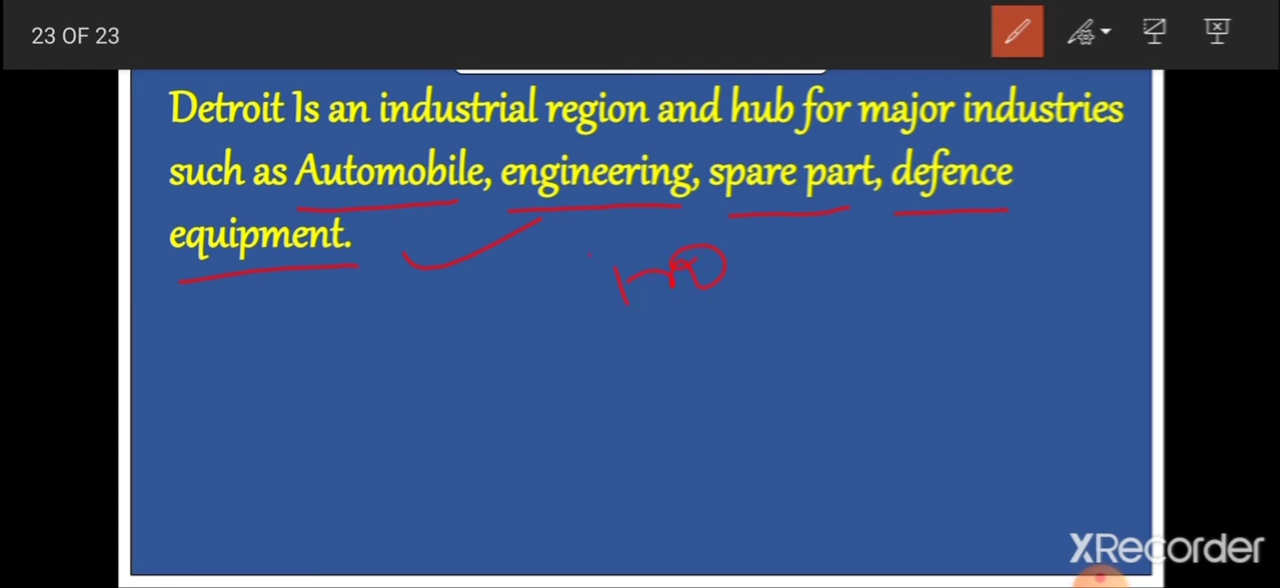 23 OF 23
Detroit Is an industrial region and hub for major industries
such as Automobile, engineering, spare part, defence
equipment.
XRecorder